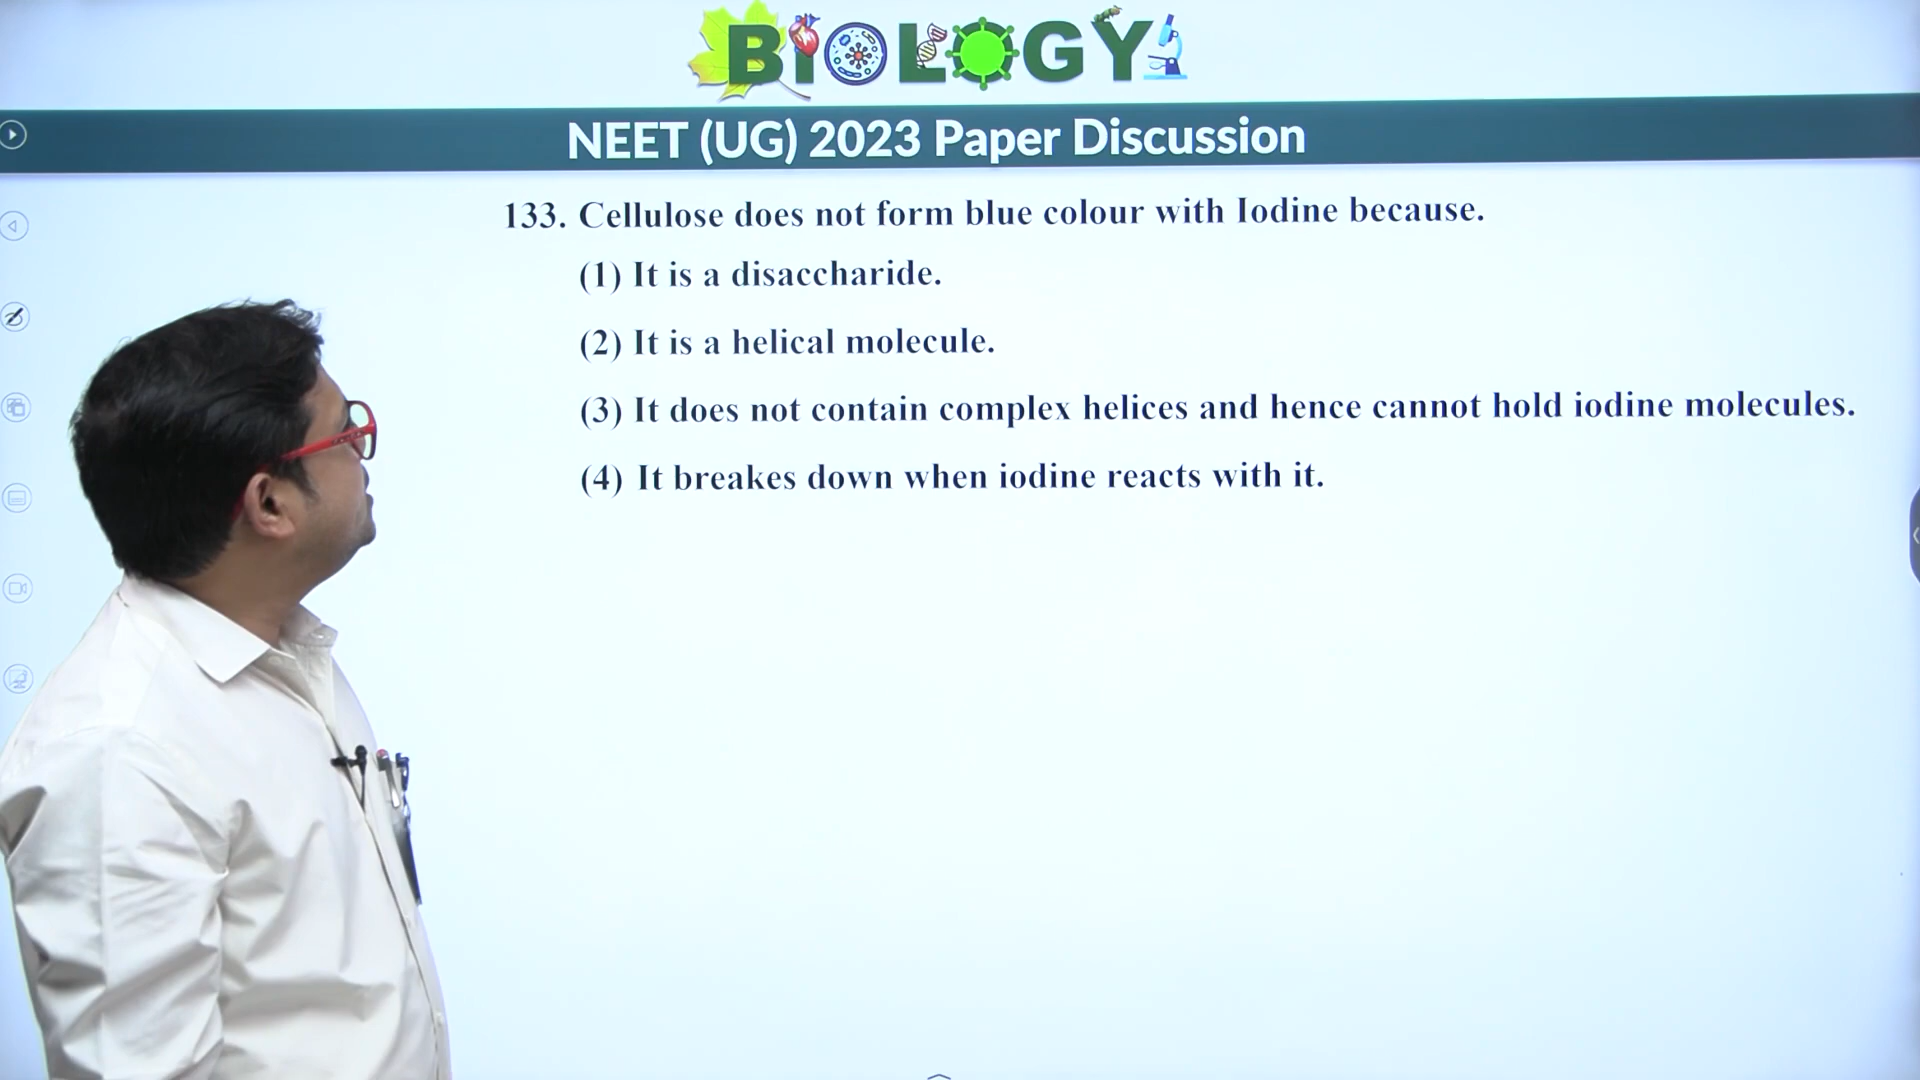 BIOLOGY
NEET (UG) 2023 Paper Discussion
133. Cellulose does not form blue colour with Iodine because.
(1) It is a disaccharide.
(2) It is a helical molecule.
(3) It does not contain complex helices and hence cannot hold iodine molecules.
(4) It breakes down when iodine reacts with it.